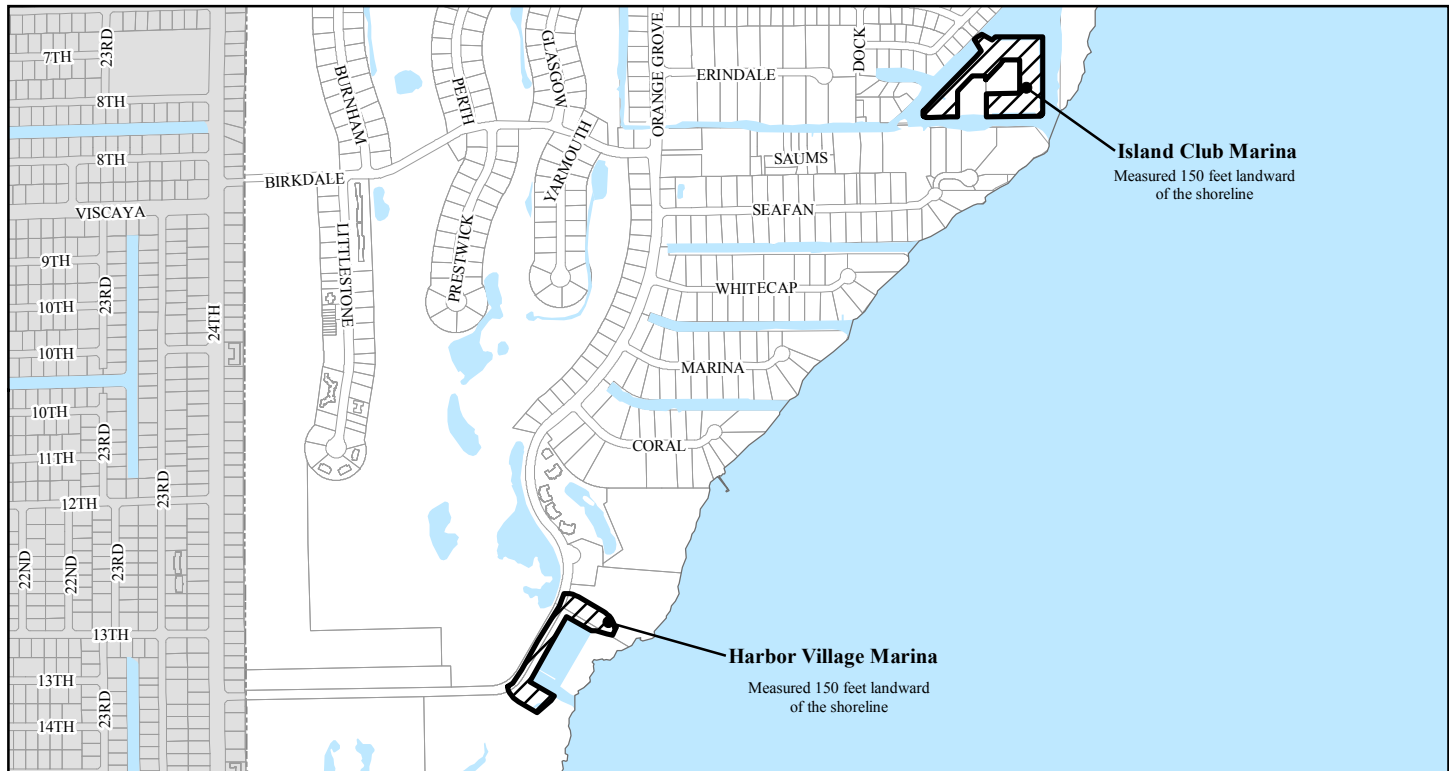 7TH
23RD
8TH
8TH
VISCAYA
9TH
10TH
23RD
10TH
10TH
11TH
23RD
12TH
22ND
22ND
23RD
23RD
13TH
13TH
23RD
14TH
24TH
BURNHAM
PERTH
GLASGOW
ORANGE GROVE
DOCK
ERINDALE
BIRKDALE
LITTLESTONE
PRESTWICK
YARMOUTH
SAUMS
SEAFAN
WHITECAP
MARINA
CORAL
Island Club Marina
Measured 150 feet landward
of the shoreline
Harbor Village Marina
Measured 150 feet landward
of the shoreline